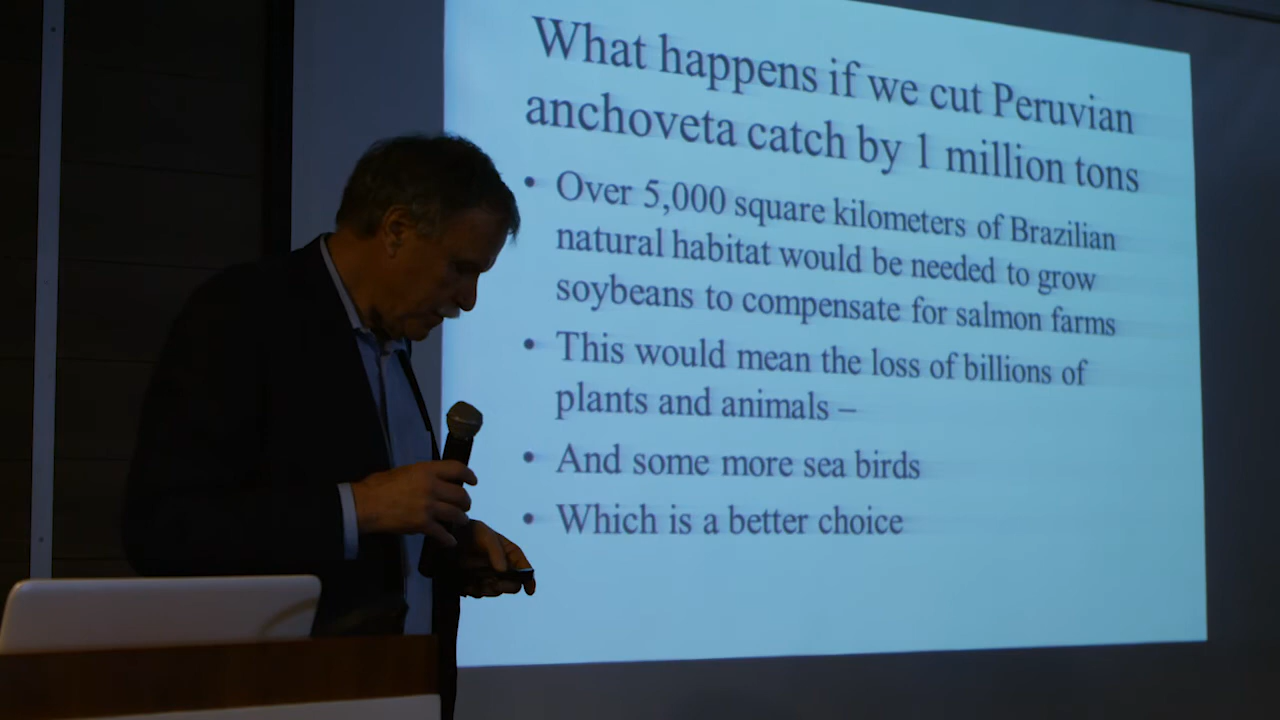 What happens if we cut Peruvian
anchoveta catch by 1 million tons
• Over 5,000 square kilometers of Brazilian
natural habitat would be needed to grow
soybeans to compensate for salmon farms
• This would mean the loss of billions of
plants and animals –
• And some more sea birds
• Which is a better choice